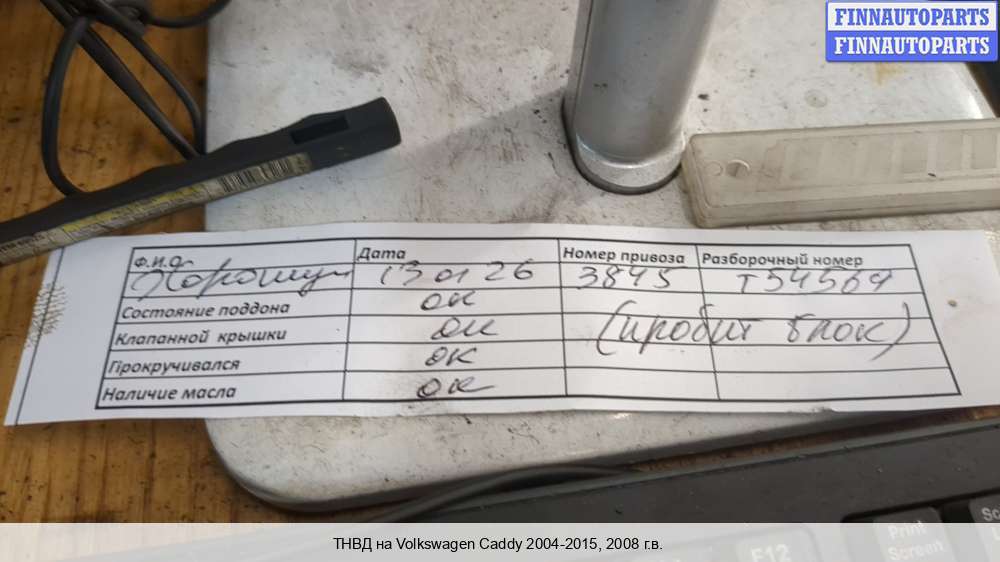 FINNAUTOPARTS
FINNAUTOPARTS
Ф.И.О. Дата Номер привоза Разборочный номер
13 01 26 3845 т54569
Состояние поддона ок
Клапанной крышки ок (пробит блок)
Прокручивался ок
Наличие масла ок
Print
Screen
F12
ТНВД на Volkswagen Caddy 2004-2015, 2008 г.в.